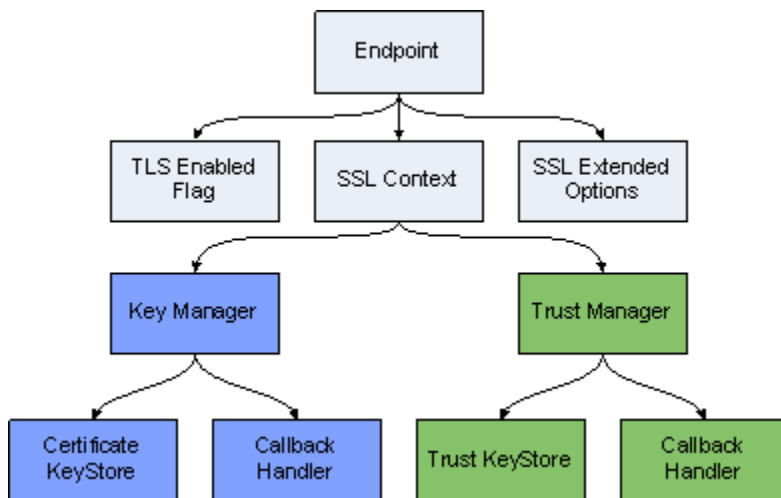 Endpoint
TLS Enabled
Flag
SSL Context
SSL Extended
Options
Key Manager
Trust Manager
Certificate
KeyStore
Callback
Handler
Trust KeyStore
Callback
Handler